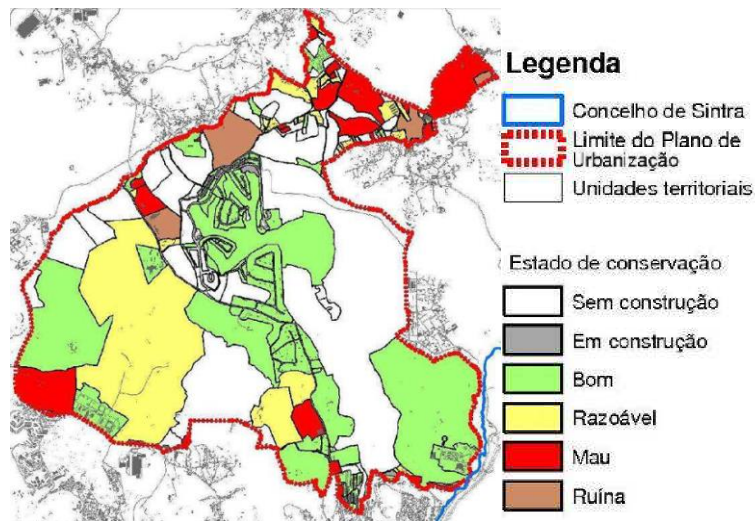 Legenda
Concelho de Sintra
Limite do Plano de
Urbanização
Unidades territoriais
Estado de conservação
Sem construção
Em construção
Bom
Razoável
Mau
Ruína